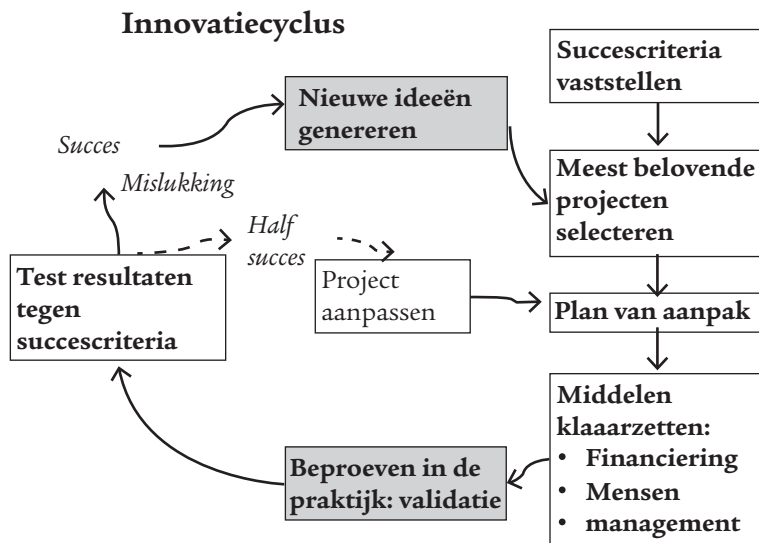 Innovatiecyclus
Succescriteria
vaststellen
Nieuwe ideeën
genereren
Succes
Mislukking
Meest belovende
projecten
selecteren
Half
succes
Test resultaten
tegen
succescriteria
Project
aanpassen
Plan van aanpak
Middelen
klaaarzetten:
• Financiering
• Mensen
• management
Beproeven in de
praktijk: validatie